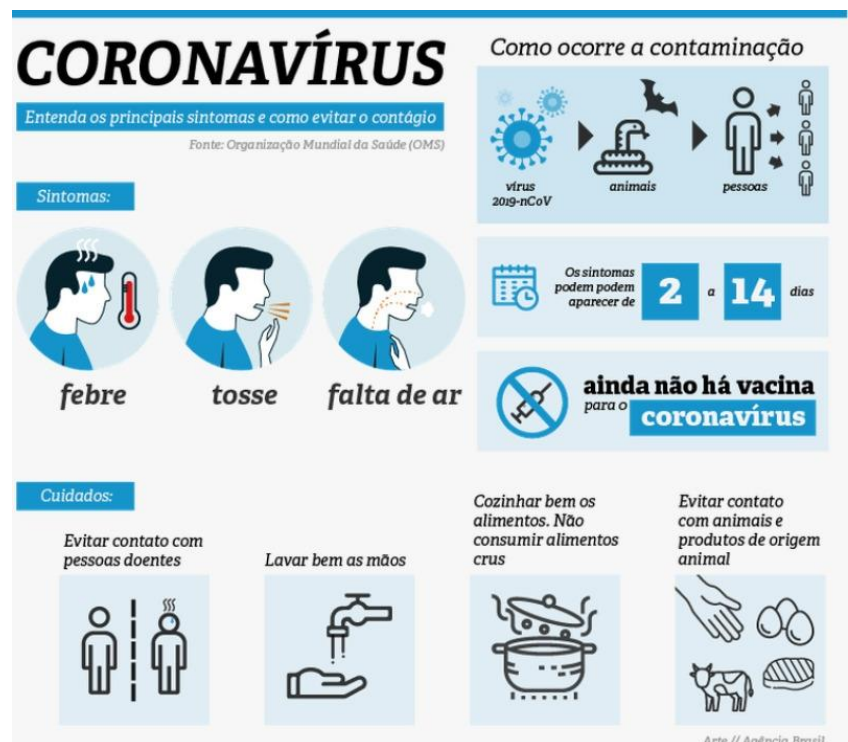 CORONAVÍRUS
Entenda os principais sintomas e como evitar o contágio
Fonte: Organização Mundial da Saúde (OMS)
Sintomas:
febre
tosse
falta de ar
Como ocorre a contaminação
vírus
2019-nCoV
animais
pessoas
Os sintomas
podem podem
aparecer de
2 a 14 dias
ainda não há vacina
para o coronavírus
Cuidados:
Evitar contato com
pessoas doentes
Lavar bem as mãos
Cozinhar bem os
alimentos. Não
consumir alimentos
crus
Evitar contato
com animais e
produtos de origem
animal
Arte // Agência Brasil